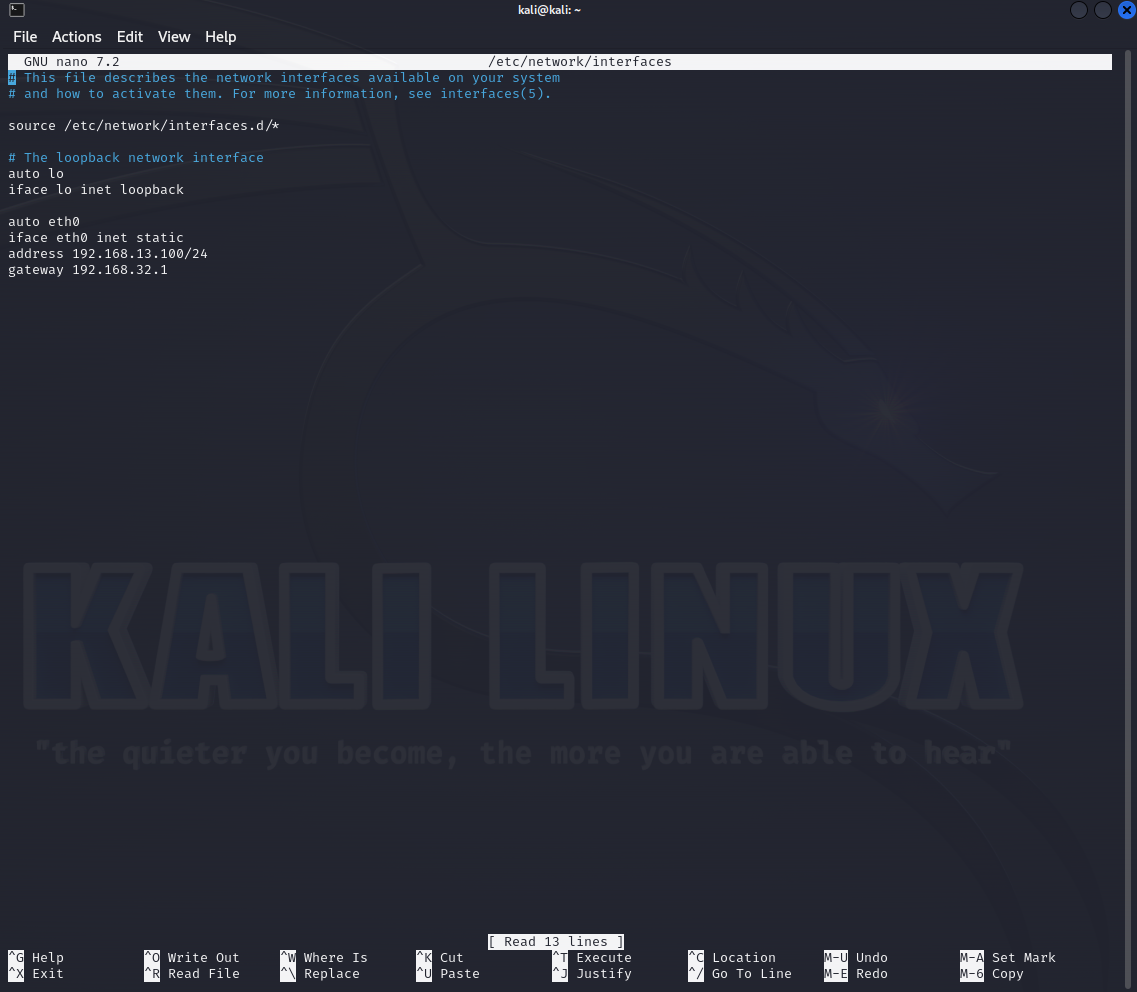 kali@kali: ~
File Actions Edit View Help
GNU nano 7.2 /etc/network/interfaces
# This file describes the network interfaces available on your system
# and how to activate them. For more information, see interfaces(5).
source /etc/network/interfaces.d/*
# The loopback network interface
auto lo
iface lo inet loopback
auto eth0
iface eth0 inet static
address 192.168.13.100/24
gateway 192.168.32.1
KALI LINUX
"the quieter you become, the more you are able to hear"
[ Read 13 lines ]
^G Help ^O Write Out ^W Where Is ^K Cut ^T Execute ^C Location M-U Undo M-A Set Mark
^X Exit ^R Read File ^\ Replace ^U Paste ^J Justify ^/ Go To Line M-E Redo M-6 Copy